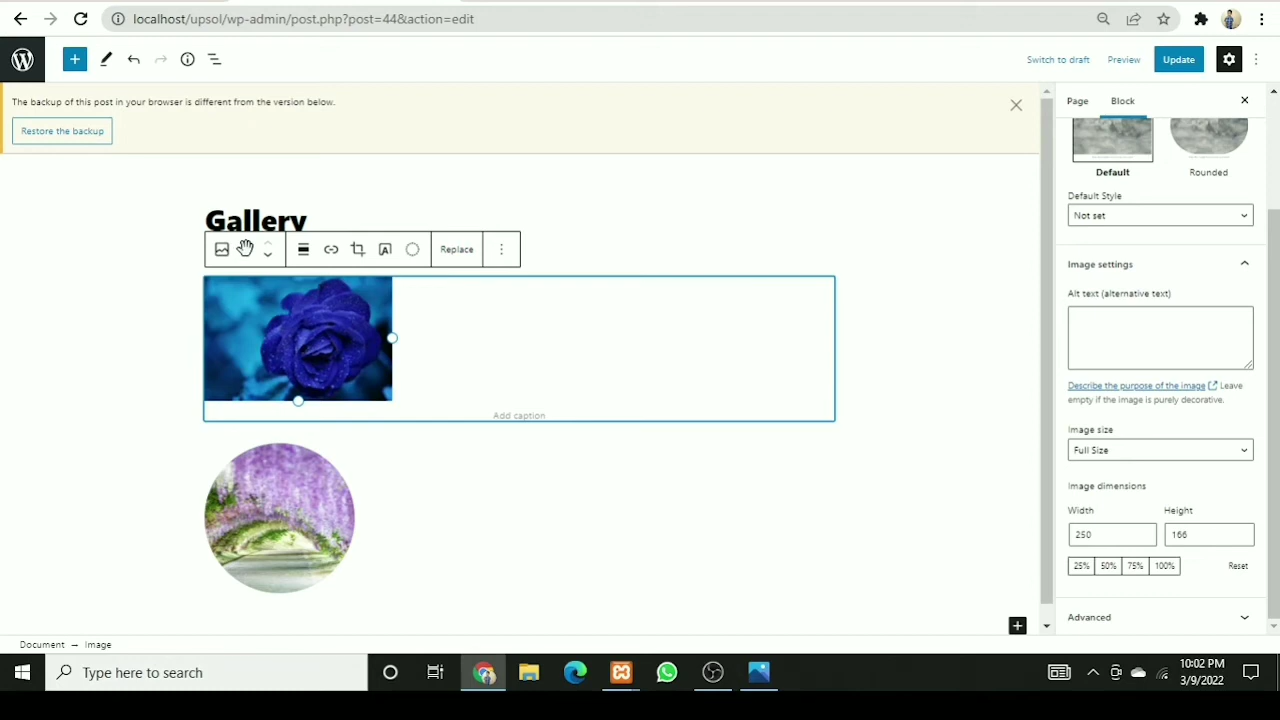 localhost/upsol/wp-admin/post.php?post=44&action=edit
Switch to draft
Preview
Update
The backup of this post in your browser is different from the version below.
Restore the backup
Page
Block
Default
Rounded
Default Style
Not set
Gallery
Replace
Image settings
Alt text (alternative text)
Describe the purpose of the image Leave
empty if the image is purely decorative.
Add caption
Image size
Full Size
Image dimensions
Width
Height
250
166
25%
50%
75%
100%
Reset
Advanced
Document → Image
Type here to search
10:02 PM
3/9/2022